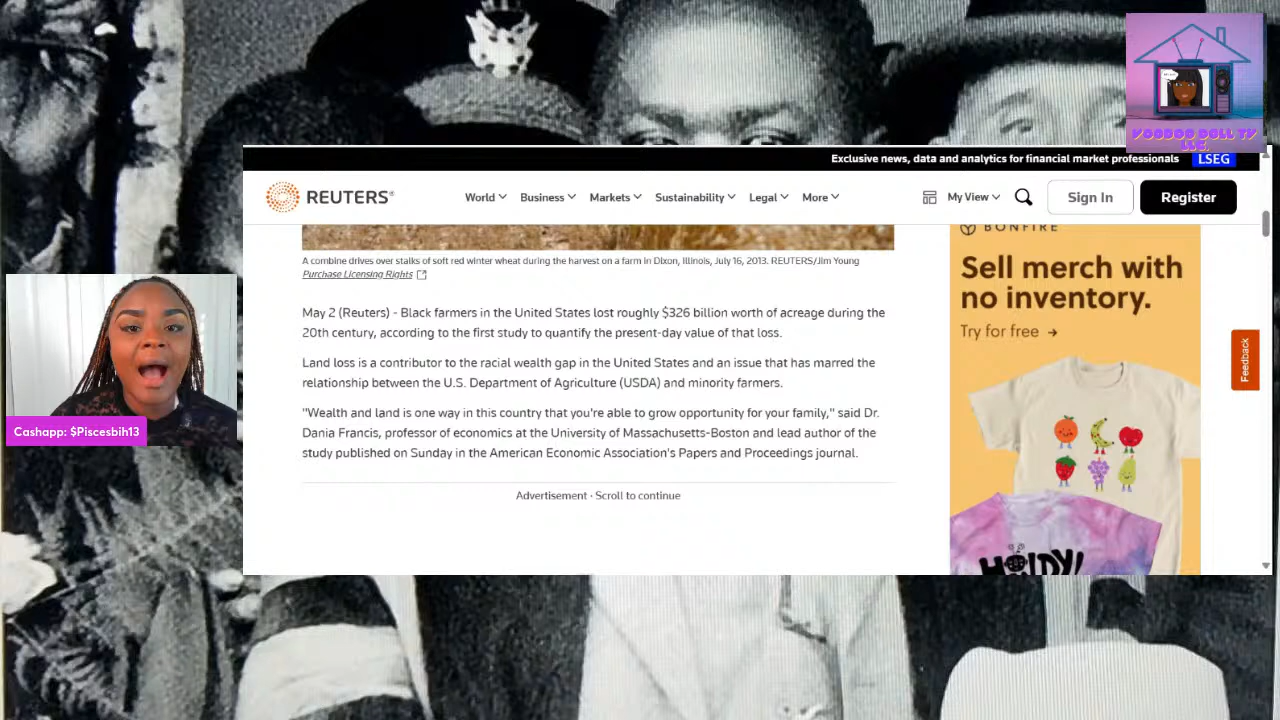 VOODOO DOLL TV
LLC.
Exclusive news, data and analytics for financial market professionals LSEG
REUTERS®
World Business Markets Sustainability Legal More My View Sign In Register
A combine drives over stalks of soft red winter wheat during the harvest on a farm in Dixon, Illinois, July 16, 2013. REUTERS/Jim Young
Purchase Licensing Rights
May 2 (Reuters) - Black farmers in the United States lost roughly $326 billion worth of acreage during the
20th century, according to the first study to quantify the present-day value of that loss.
Land loss is a contributor to the racial wealth gap in the United States and an issue that has marred the
relationship between the U.S. Department of Agriculture (USDA) and minority farmers.
"Wealth and land is one way in this country that you're able to grow opportunity for your family," said Dr.
Dania Francis, professor of economics at the University of Massachusetts-Boston and lead author of the
study published on Sunday in the American Economic Association's Papers and Proceedings journal.
Advertisement · Scroll to continue
BONFIRE
Sell merch with
no inventory.
Try for free →
HOWDY!
Feedback
Cashapp: $Piscesbih13